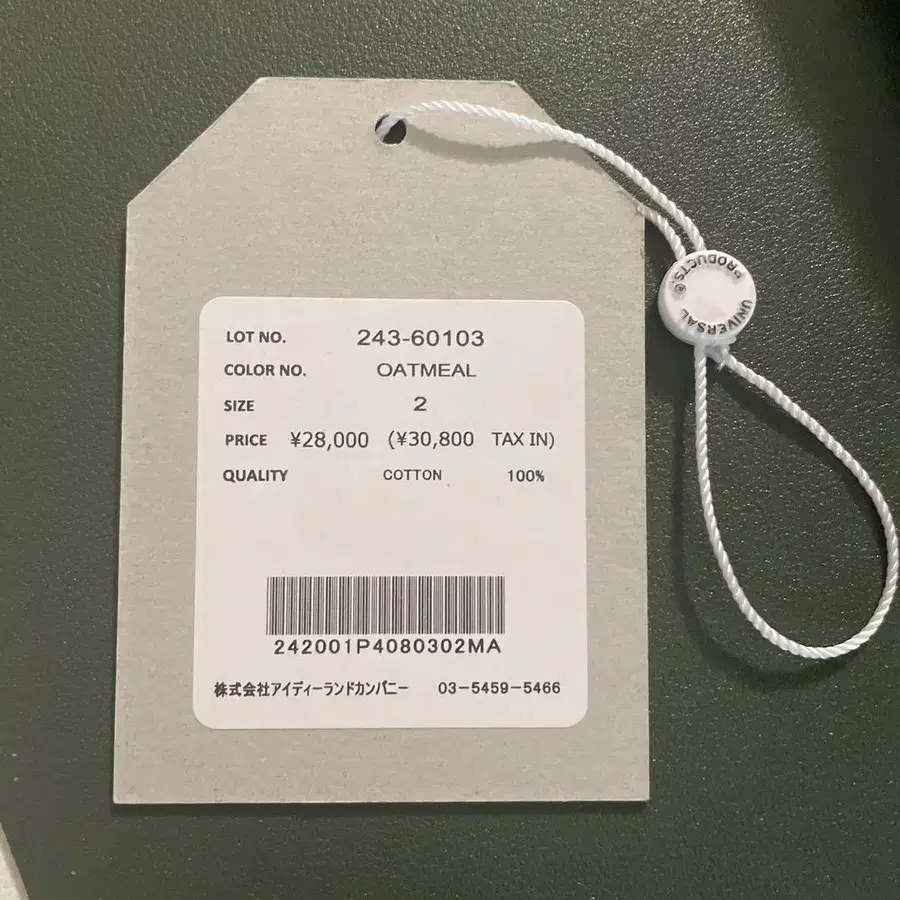 UNIVERSAL
PRODUCTS®
LOT NO. 243-60103
COLOR NO. OATMEAL
SIZE 2
PRICE ¥28,000 (¥30,800 TAX IN)
QUALITY COTTON 100%
242001P4080302MA
株式会社アイディーランドカンパニー 03-5459-5466